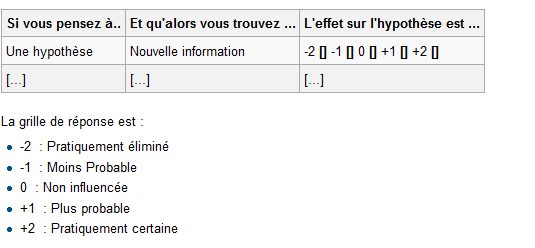 Si vous pensez à.. Et qu'alors vous trouvez ... L'effet sur l'hypothèse est ...
Une hypothèse Nouvelle information -2 [] -1 [] 0 [] +1 [] +2 []
[...] [...] [...]
La grille de réponse est :
-2 : Pratiquement éliminé
-1 : Moins Probable
0 : Non influencée
+1 : Plus probable
+2 : Pratiquement certaine